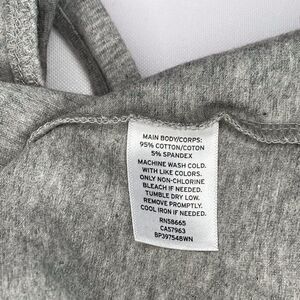 MAIN BODY/CORPS:
95% COTTON/COTON
5% SPANDEX
MACHINE WASH COLD.
WITH LIKE COLORS.
ONLY NON-CHLORINE
BLEACH IF NEEDED.
TUMBLE DRY LOW.
REMOVE PROMPTLY.
COOL IRON IF NEEDED.
RN58665
CA57963
BP397548WN